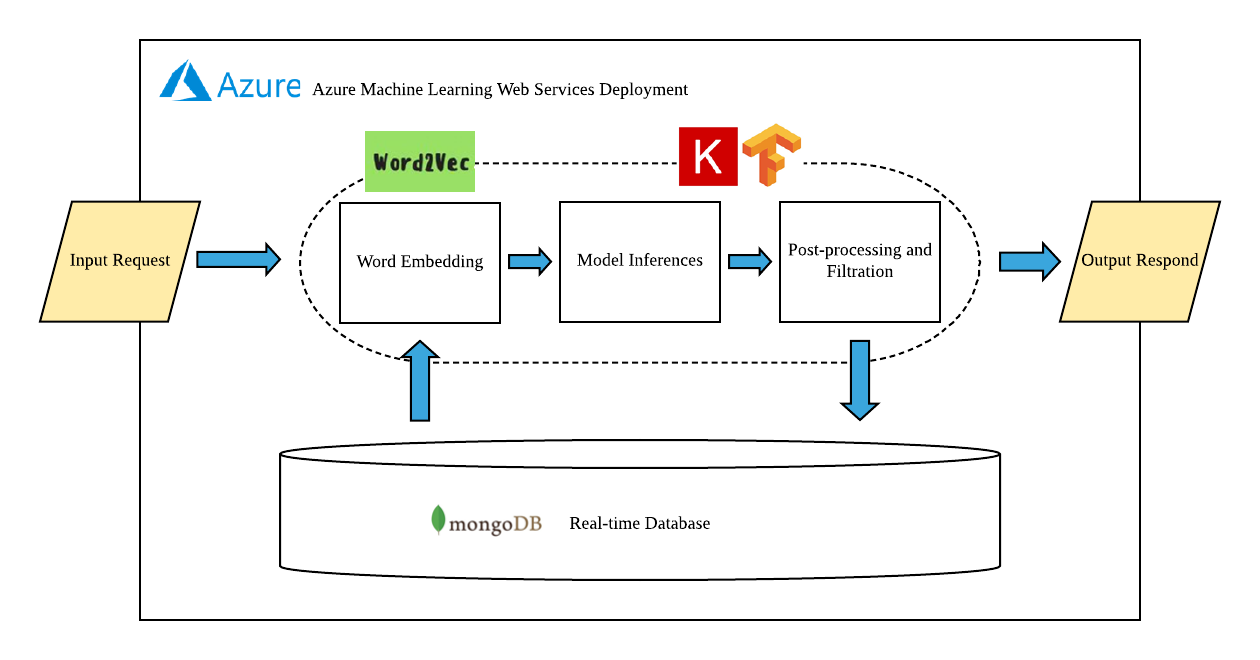 Azure
Azure Machine Learning Web Services Deployment
Word2Vec
K
Input Request
Word Embedding
Model Inferences
Post-processing and
Filtration
Output Respond
mongoDB
Real-time Database